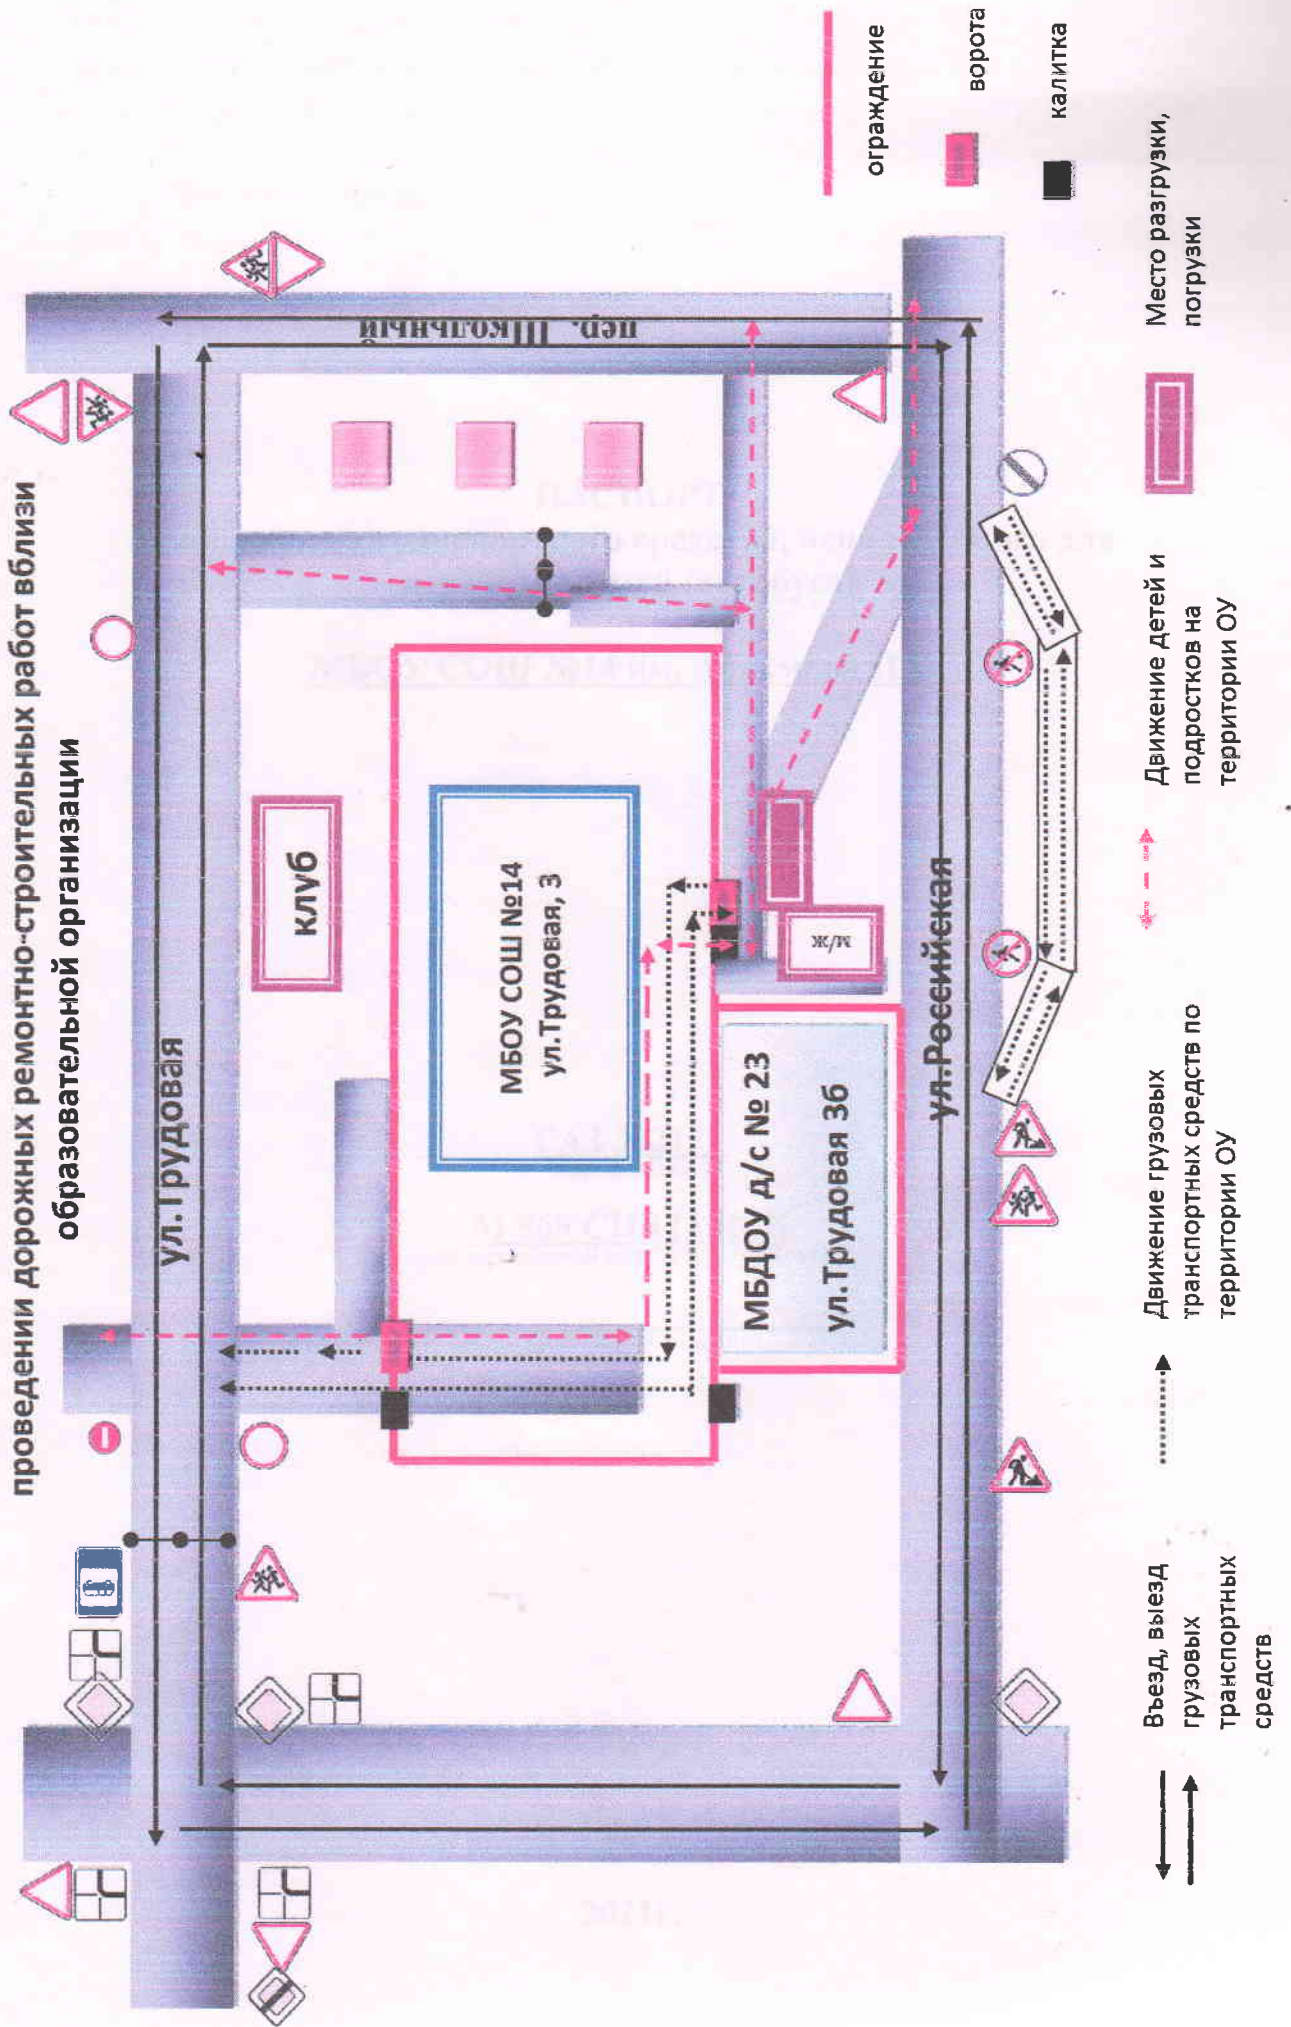 проведении дорожных ремонтно-строительных работ вблизи
образовательной организации
ул.Трудовая
пер. Школьный
клуб
МБОУ СОШ №14
ул.Трудовая, 3
м/ж
МБДОУ д/с № 23
ул.Трудовая 3б
ул.Российская
ограждение
ворота
калитка
Въезд, выезд
грузовых
транспортных
средств
Движение грузовых
транспортных средств по
территории ОУ
Движение детей и
подростков на
территории ОУ
Место разгрузки,
погрузки